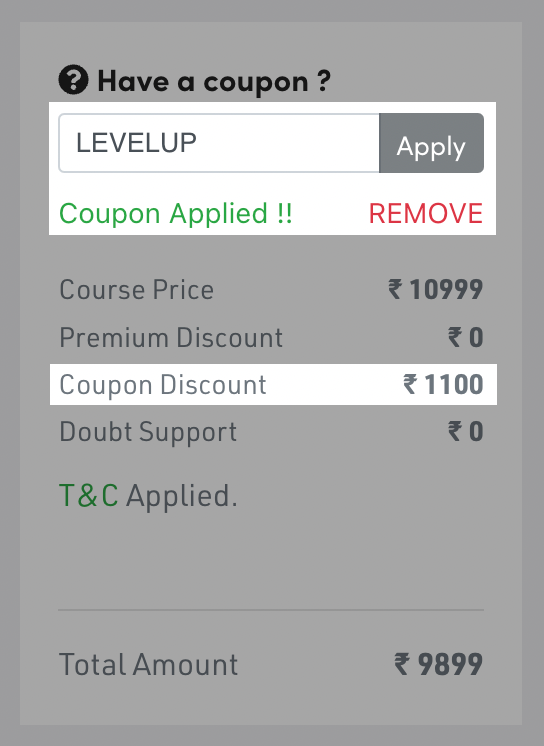 Have a coupon ?
LEVELUP Apply
Coupon Applied !! REMOVE
Course Price ₹ 10999
Premium Discount ₹ 0
Coupon Discount ₹ 1100
Doubt Support ₹ 0
T&C Applied.
Total Amount ₹ 9899